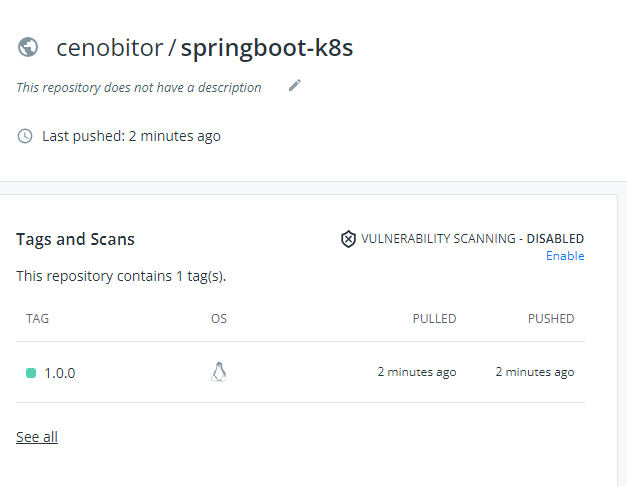 cenobitor / springboot-k8s
This repository does not have a description
Last pushed: 2 minutes ago
Tags and Scans
VULNERABILITY SCANNING - DISABLED
Enable
This repository contains 1 tag(s).
TAG OS PULLED PUSHED
1.0.0 2 minutes ago 2 minutes ago
See all